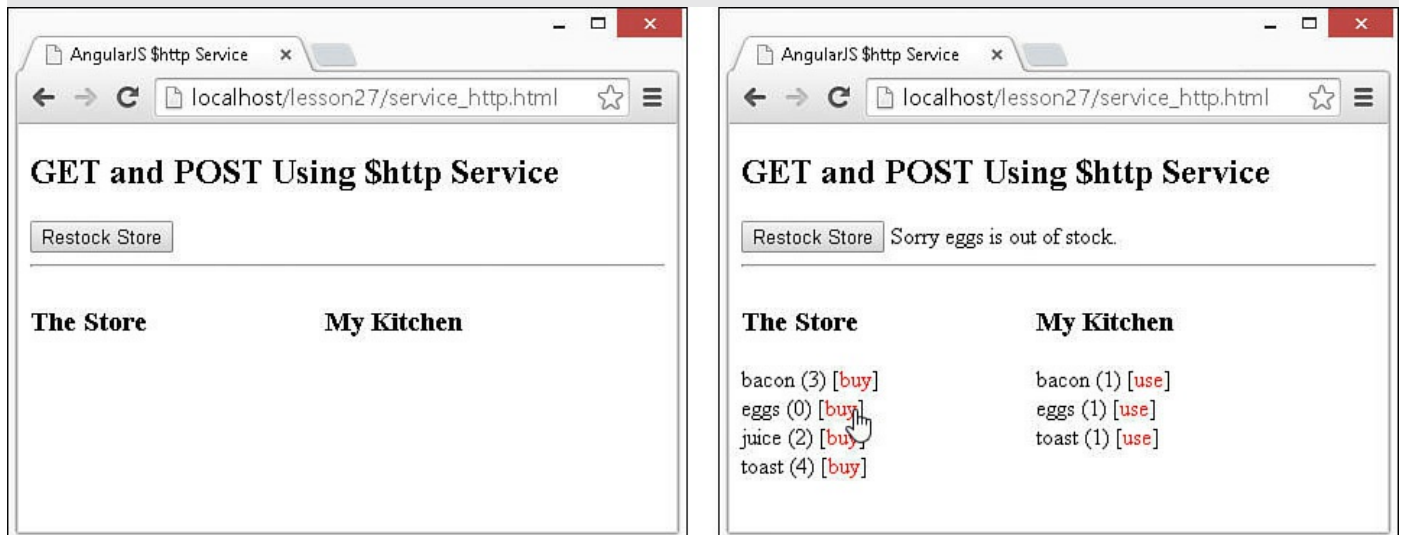 AngularJS $http Service
localhost/lesson27/service_http.html
GET and POST Using $http Service
Restock Store
The Store
My Kitchen
AngularJS $http Service
localhost/lesson27/service_http.html
GET and POST Using $http Service
Restock Store Sorry eggs is out of stock.
The Store
bacon (3) [buy]
eggs (0) [buy]
juice (2) [buy]
toast (4) [buy]
My Kitchen
bacon (1) [use]
eggs (1) [use]
toast (1) [use]